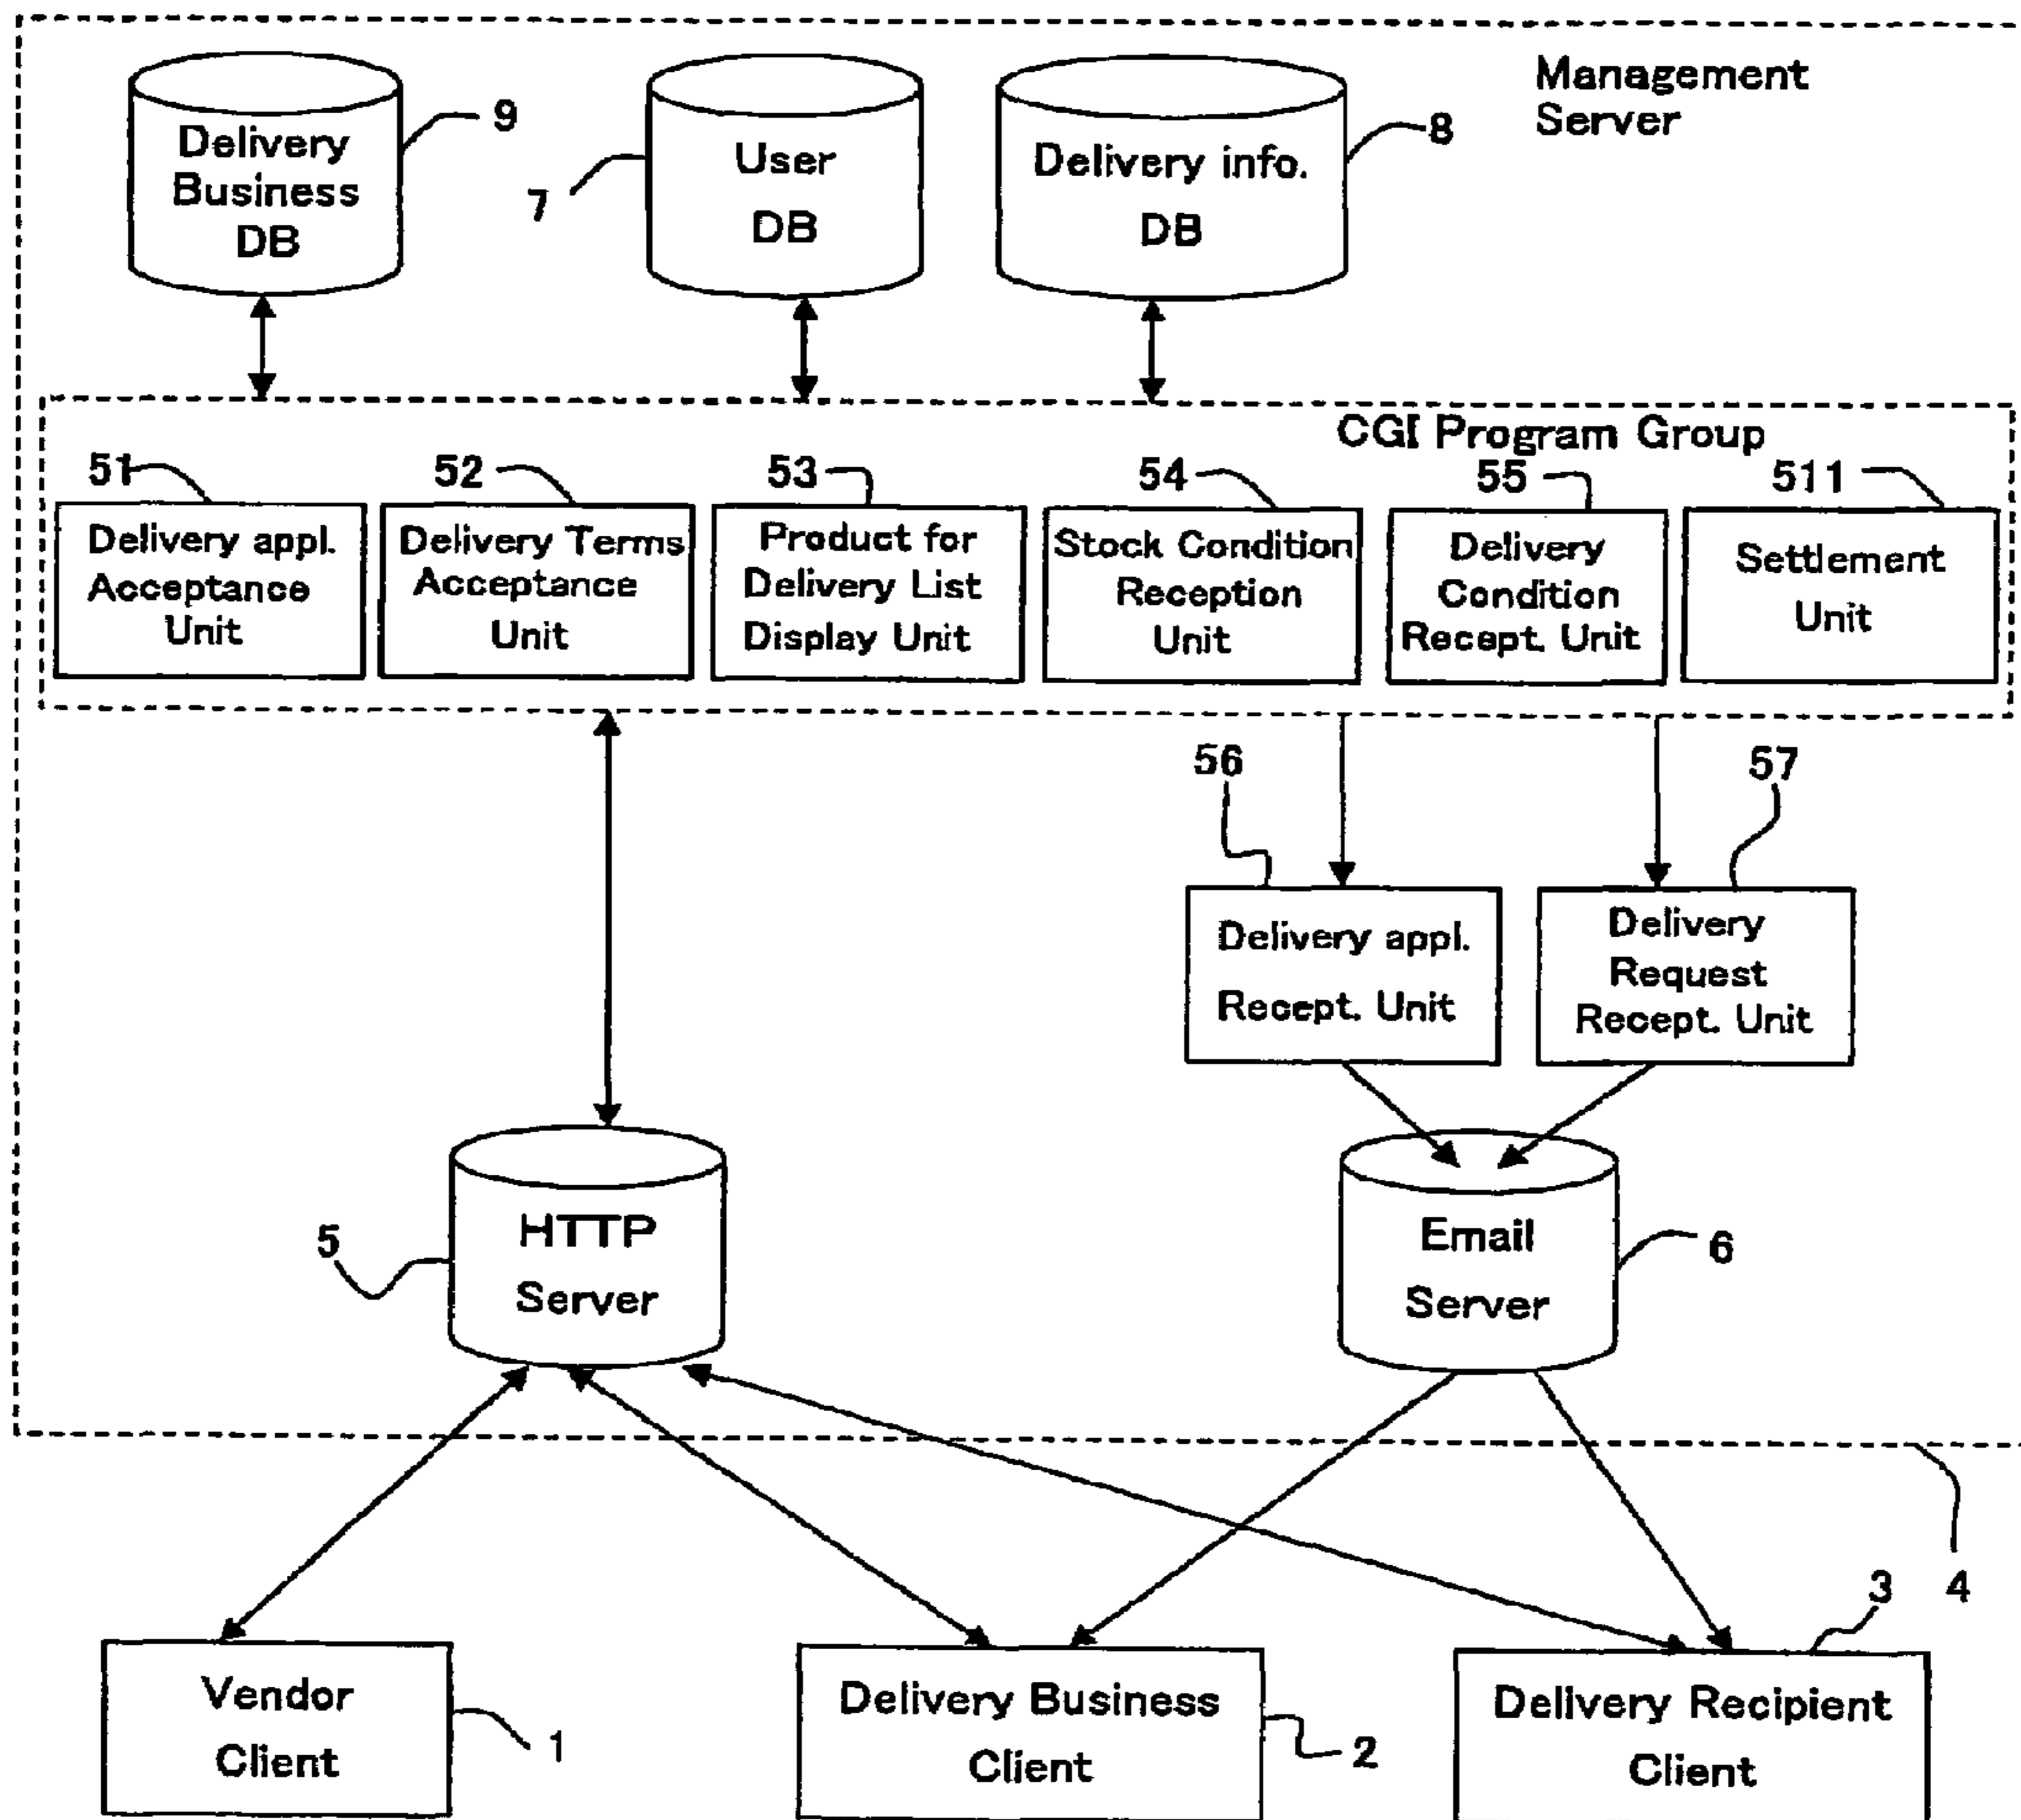 Management
Server
Delivery
Business
DB
9
7
User
DB
Delivery info.
DB
8
CGI Program Group
51
52
53
54
55
511
Delivery appl.
Acceptance
Unit
Delivery Terms
Acceptance
Unit
Product for
Delivery List
Display Unit
Stock Condition
Reception
Unit
Delivery
Condition
Recept. Unit
Settlement
Unit
56
57
Delivery appl.
Recept. Unit
Delivery
Request
Recept. Unit
5
HTTP
Server
Email
Server
6
3
4
Vendor
Client
1
Delivery Business
Client
2
Delivery Recipient
Client